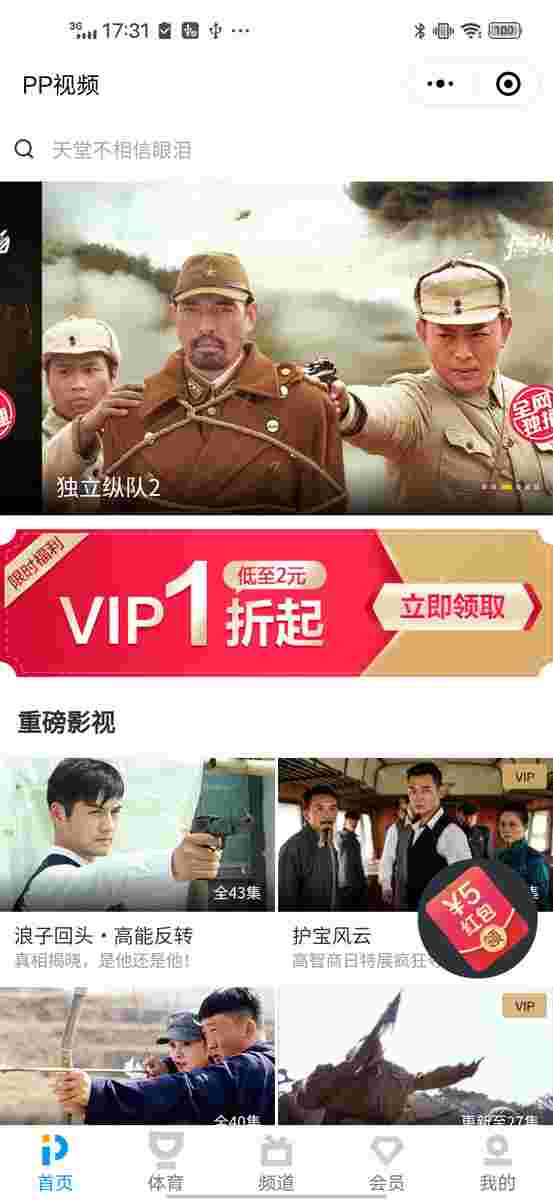 3G 17:31 100
PP视频
天堂不相信眼泪
全网
独播
独立纵队2
限时福利
VIP1折起
低至2元
立即领取
重磅影视
全43集
VIP
浪子回头·高能反转
护宝风云
真相揭晓，是他还是他!
高智商日特展疯狂
¥5
红包
VIP
全40集
更新至27集
首页
体育
频道
会员
我的